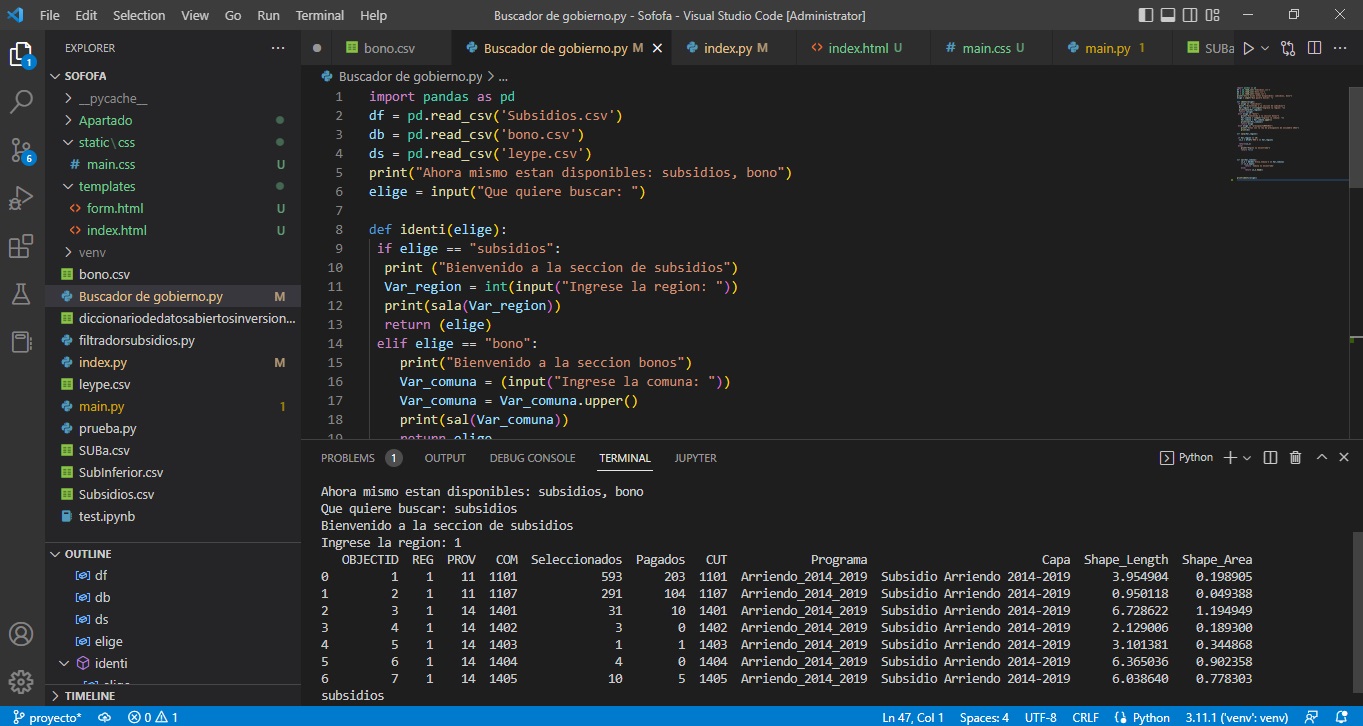 File Edit Selection View Go Run Terminal Help Buscador de gobierno.py - Sofofa - Visual Studio Code [Administrator]
EXPLORER
SOFOFA
__pycache__
Apartado
static\css
# main.css U
templates
<> form.html U
<> index.html U
venv
bono.csv
Buscador de gobierno.py M
diccionariodedatosabiertosinversion...
filtradorsubsidios.py
index.py M
leype.csv
main.py 1
prueba.py
SUBa.csv
SubInferior.csv
Subsidios.csv
test.ipynb
OUTLINE
df
db
ds
elige
identi
TIMELINE
1
6
bono.csv Buscador de gobierno.py M index.py M <> index.html U # main.css U main.py 1 SUBa
Buscador de gobierno.py > ...
1 import pandas as pd
2 df = pd.read_csv('Subsidios.csv')
3 db = pd.read_csv('bono.csv')
4 ds = pd.read_csv('leype.csv')
5 print("Ahora mismo estan disponibles: subsidios, bono")
6 elige = input("Que quiere buscar: ")
7
8 def identi(elige):
9 if elige == "subsidios":
10 print ("Bienvenido a la seccion de subsidios")
11 Var_region = int(input("Ingrese la region: "))
12 print(sala(Var_region))
13 return (elige)
14 elif elige == "bono":
15 print("Bienvenido a la seccion bonos")
16 Var_comuna = (input("Ingrese la comuna: "))
17 Var_comuna = Var_comuna.upper()
18 print(sal(Var_comuna))
19 return elige
PROBLEMS 1 OUTPUT DEBUG CONSOLE TERMINAL JUPYTER Python
Ahora mismo estan disponibles: subsidios, bono
Que quiere buscar: subsidios
Bienvenido a la seccion de subsidios
Ingrese la region: 1
OBJECTID REG PROV COM Seleccionados Pagados CUT Programa Capa Shape_Length Shape_Area
0 1 1 11 1101 593 203 1101 Arriendo_2014_2019 Subsidio Arriendo 2014-2019 3.954904 0.198905
1 2 1 11 1107 291 104 1107 Arriendo_2014_2019 Subsidio Arriendo 2014-2019 0.950118 0.049388
2 3 1 14 1401 31 10 1401 Arriendo_2014_2019 Subsidio Arriendo 2014-2019 6.728622 1.194949
3 4 1 14 1402 3 0 1402 Arriendo_2014_2019 Subsidio Arriendo 2014-2019 2.129006 0.189300
4 5 1 14 1403 1 1 1403 Arriendo_2014_2019 Subsidio Arriendo 2014-2019 3.101381 0.344868
5 6 1 14 1404 4 0 1404 Arriendo_2014_2019 Subsidio Arriendo 2014-2019 6.365036 0.902358
6 7 1 14 1405 10 5 1405 Arriendo_2014_2019 Subsidio Arriendo 2014-2019 6.038640 0.778303
subsidios
proyecto* 0 1 Ln 47, Col 1 Spaces: 4 UTF-8 CRLF Python 3.11.1 ('venv': venv)